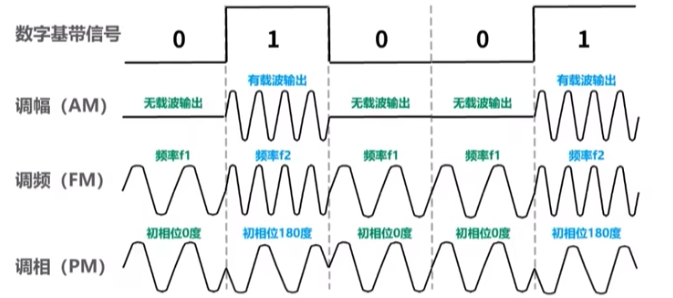 数字基带信号 0 1 0 0 1
有载波输出 有载波输出
调幅（AM） 无载波输出 无载波输出 无载波输出
频率f1 频率f2 频率f1 频率f1 频率f2
调频（FM）
初相位0度 初相位180度 初相位0度 初相位0度 初相位180度
调相（PM）